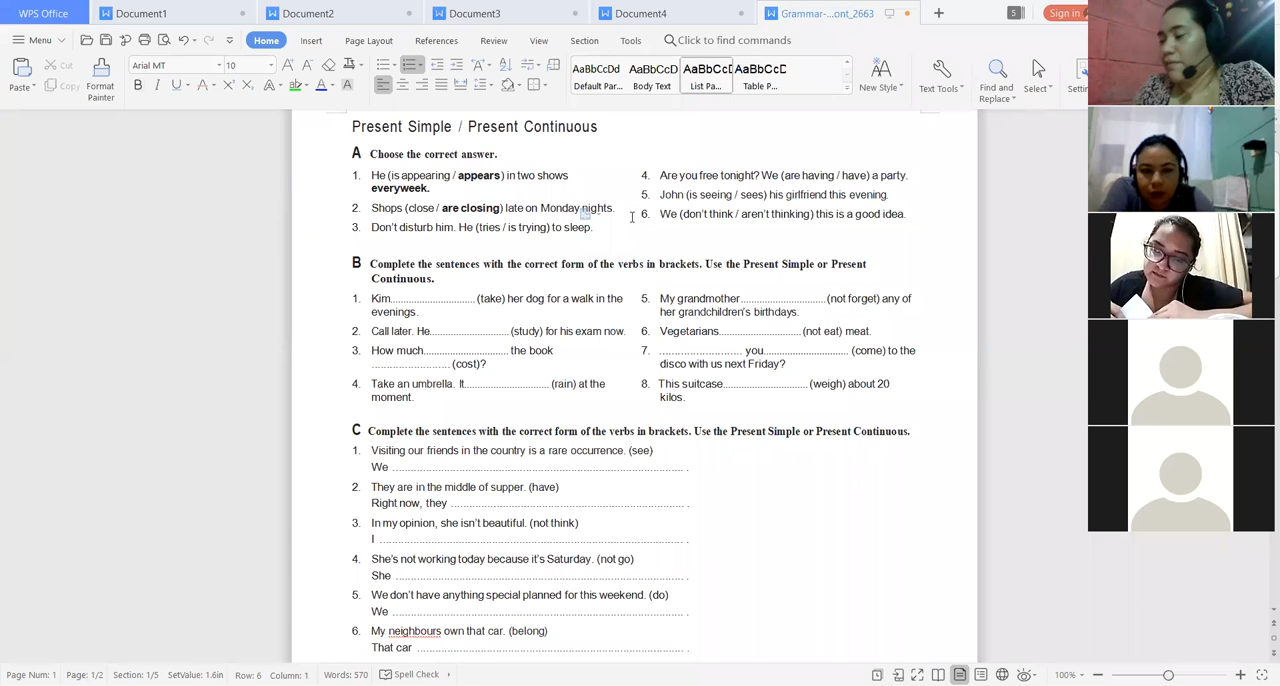 WPS Office
Document1
Document2
Document3
Document4
Grammar-...ont_2663
S
Sign in
Menu
Home
Insert
Page Layout
References
Review
View
Section
Tools
Click to find commands
Paste
Cut
Copy
Format Painter
Arial MT
10
B I U
AaBbCcDd
Default Par...
AaBbCcD
Body Text
AaBbCcD
List Pa...
AaBbCcD
Table P...
New Style
Text Tools
Find and Replace
Select
Present Simple / Present Continuous
A Choose the correct answer.
1. He (is appearing / appears) in two shows
everyweek.
2. Shops (close / are closing) late on Monday nights.
3. Don't disturb him. He (tries / is trying) to sleep.
4. Are you free tonight? We (are having / have) a party.
5. John (is seeing / sees) his girlfriend this evening.
6. We (don't think / aren't thinking) this is a good idea.
B Complete the sentences with the correct form of the verbs in brackets. Use the Present Simple or Present
Continuous.
1. Kim.............................. (take) her dog for a walk in the
evenings.
2. Call later. He............................. (study) for his exam now.
3. How much.............................. the book
............................ (cost)?
4. Take an umbrella. It.............................. (rain) at the
moment.
5. My grandmother.............................. (not forget) any of
her grandchildren's birthdays.
6. Vegetarians.............................. (not eat) meat.
7. .............................. you.............................. (come) to the
disco with us next Friday?
8. This suitcase.............................. (weigh) about 20
kilos.
C Complete the sentences with the correct form of the verbs in brackets. Use the Present Simple or Present Continuous.
1. Visiting our friends in the country is a rare occurrence. (see)
We .................................................................................................... .
2. They are in the middle of supper. (have)
Right now, they ................................................................................ .
3. In my opinion, she isn't beautiful. (not think)
I ........................................................................................................ .
4. She's not working today because it's Saturday. (not go)
She .................................................................................................. .
5. We don't have anything special planned for this weekend. (do)
We .................................................................................................... .
6. My neighbours own that car. (belong)
That car ............................................................................................ .
Page Num: 1
Page: 1/2
Section: 1/5
SetValue: 1.6in
Row: 6
Column: 1
Words: 570
Spell Check
100%